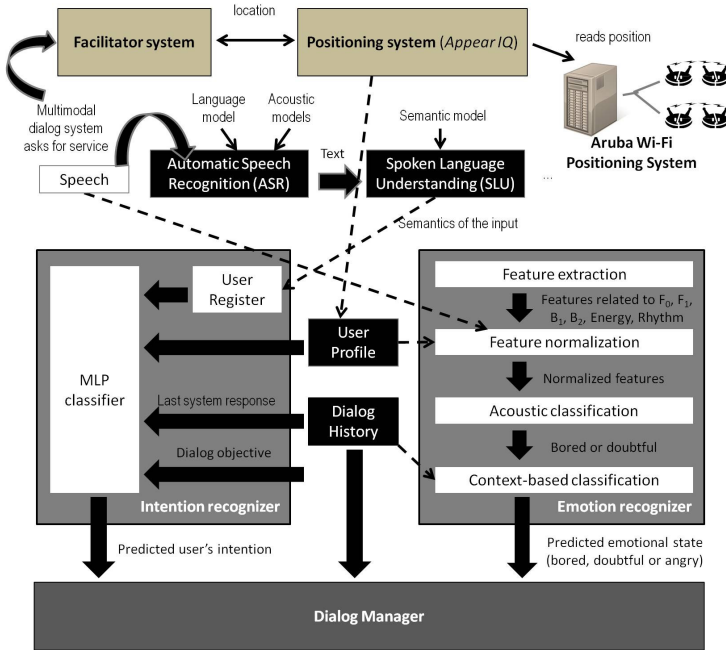 location
Facilitator system
Positioning system (Appear IQ)
reads position
Multimodal
dialog system
asks for service
Language
model
Acoustic
models
Semantic model
Aruba Wi-Fi
Positioning System
Speech
Automatic Speech
Recognition (ASR)
Text
Spoken Language
Understanding (SLU)
...
Semantics of the input
User
Register
Feature extraction
Features related to F0, F1,
B1, B2, Energy, Rhythm
User
Profile
Feature normalization
MLP
classifier
Normalized features
Last system response
Dialog
History
Acoustic classification
Dialog objective
Bored or doubtful
Context-based classification
Intention recognizer
Emotion recognizer
Predicted user's intention
Predicted emotional state
(bored, doubtful or angry)
Dialog Manager